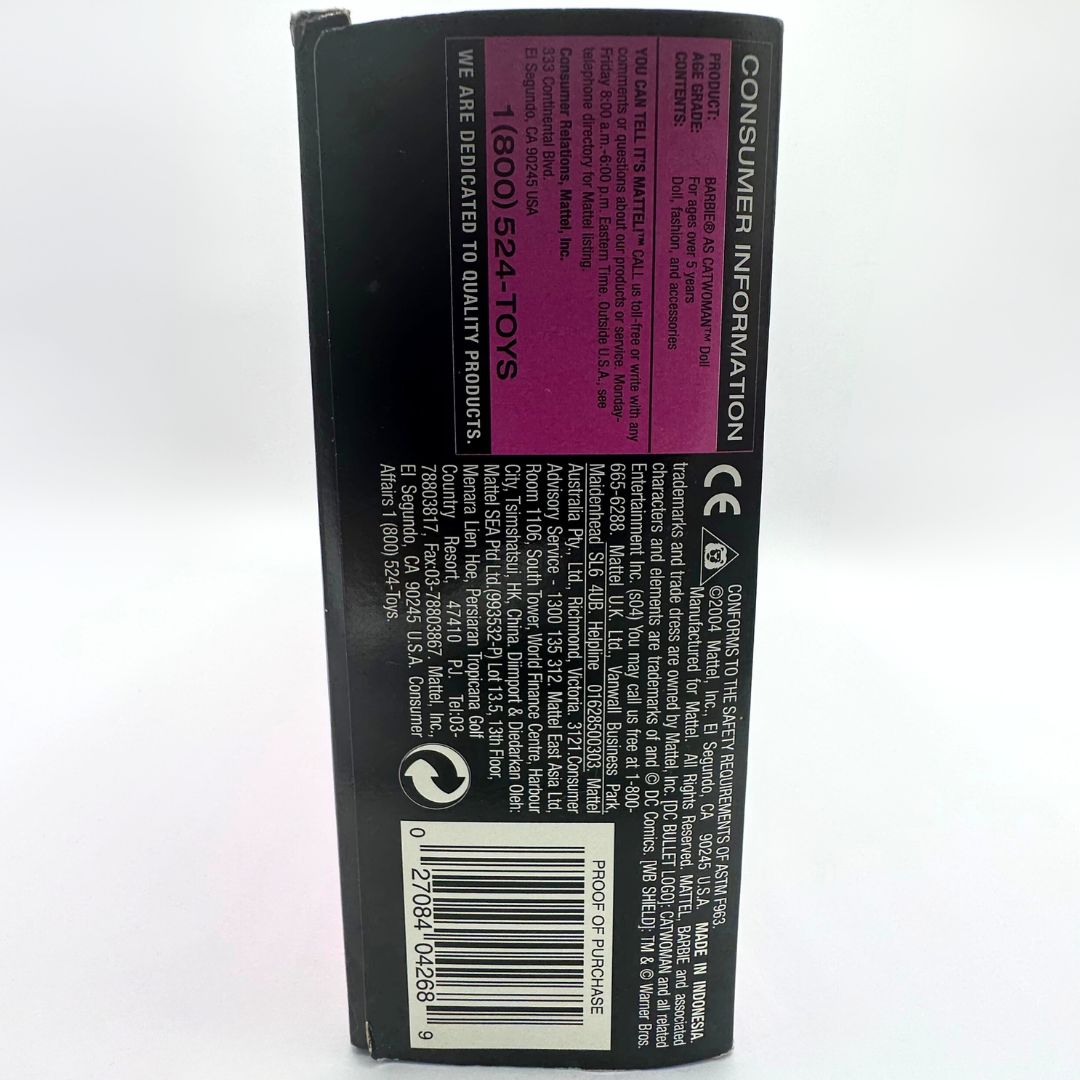 CONSUMER INFORMATION
PRODUCT: BARBIE® AS CATWOMAN™ Doll
AGE GRADE: For ages over 5 years
CONTENTS: Doll, fashion, and accessories
YOU CAN TELL IT'S MATTEL!™ CALL us toll-free or write with any
comments or questions about our products or service. Monday-
Friday 8:00 a.m.-6:00 p.m. Eastern Time. Outside U.S.A., see
telephone directory for Mattel listing.
Consumer Relations, Mattel, Inc.
333 Continental Blvd.
El Segundo, CA 90245 USA
1 (800) 524-TOYS
WE ARE DEDICATED TO QUALITY PRODUCTS.
CE
CONFORMS TO THE SAFETY REQUIREMENTS OF ASTM F963.
©2004 Mattel, Inc., El Segundo, CA 90245 U.S.A. MADE IN INDONESIA.
Manufactured for Mattel. All Rights Reserved. MATTEL, BARBIE and associated
trademarks and trade dress are owned by Mattel, Inc. [DC BULLET LOGO]: CATWOMAN and all related
characters and elements are trademarks of and © DC Comics. [WB SHIELD]: TM & © Warner Bros.
Entertainment Inc. (s04) You may call us free at 1-800-
665-6288. Mattel U.K. Ltd., Vanwall Business Park,
Maidenhead SL6 4UB. Helpline 01628500303. Mattel
Australia Pty., Ltd., Richmond, Victoria. 3121.Consumer
Advisory Service - 1300 135 312. Mattel East Asia Ltd.
Room 1106, South Tower, World Finance Centre, Harbour
City, Tsimshatsui, HK, China. Diimport & Diedarkan Oleh:
Mattel SEA Ptd Ltd.(993532-P) Lot 13.5, 13th Floor,
Menara Lien Hoe, Persiaran Tropicana Golf
Country Resort, 47410 PJ. Tel:03-
78803817, Fax:03-78803867. Mattel, Inc.,
El Segundo, CA 90245 U.S.A. Consumer
Affairs 1 (800) 524-Toys.
PROOF OF PURCHASE
0 27084 04268 9